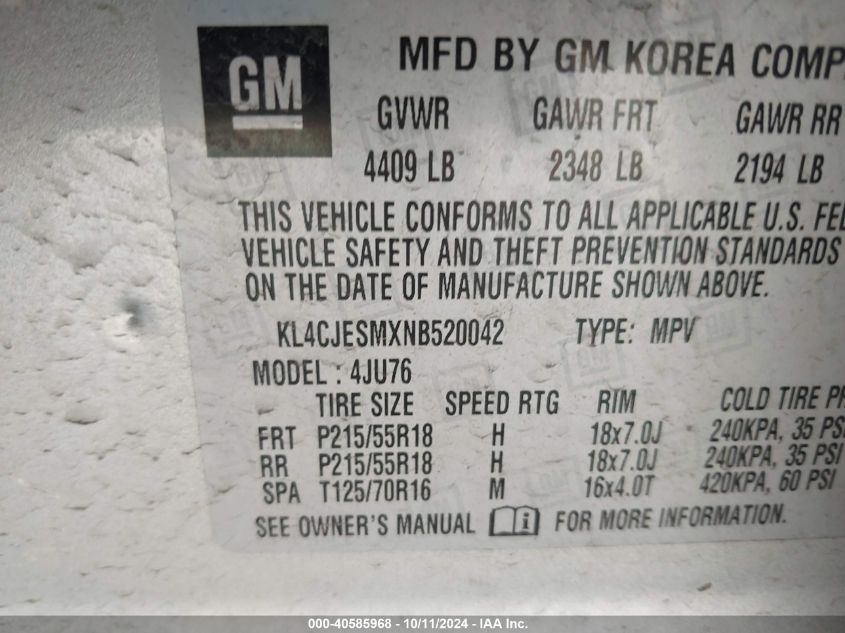 GM
MFD BY GM KOREA COMP
GVWR GAWR FRT GAWR RR
4409 LB 2348 LB 2194 LB
THIS VEHICLE CONFORMS TO ALL APPLICABLE U.S. FE
VEHICLE SAFETY AND THEFT PREVENTION STANDARDS
ON THE DATE OF MANUFACTURE SHOWN ABOVE.
KL4CJESMXNB520042 TYPE: MPV
MODEL : 4JU76
TIRE SIZE SPEED RTG RIM COLD TIRE P
FRT P215/55R18 H 18x7.0J 240KPA, 35 PS
RR P215/55R18 H 18x7.0J 240KPA, 35 PSI
SPA T125/70R16 M 16x4.0T 420KPA, 60 PSI
SEE OWNER'S MANUAL i FOR MORE INFORMATION.
000-40585968 - 10/11/2024 - IAA Inc.